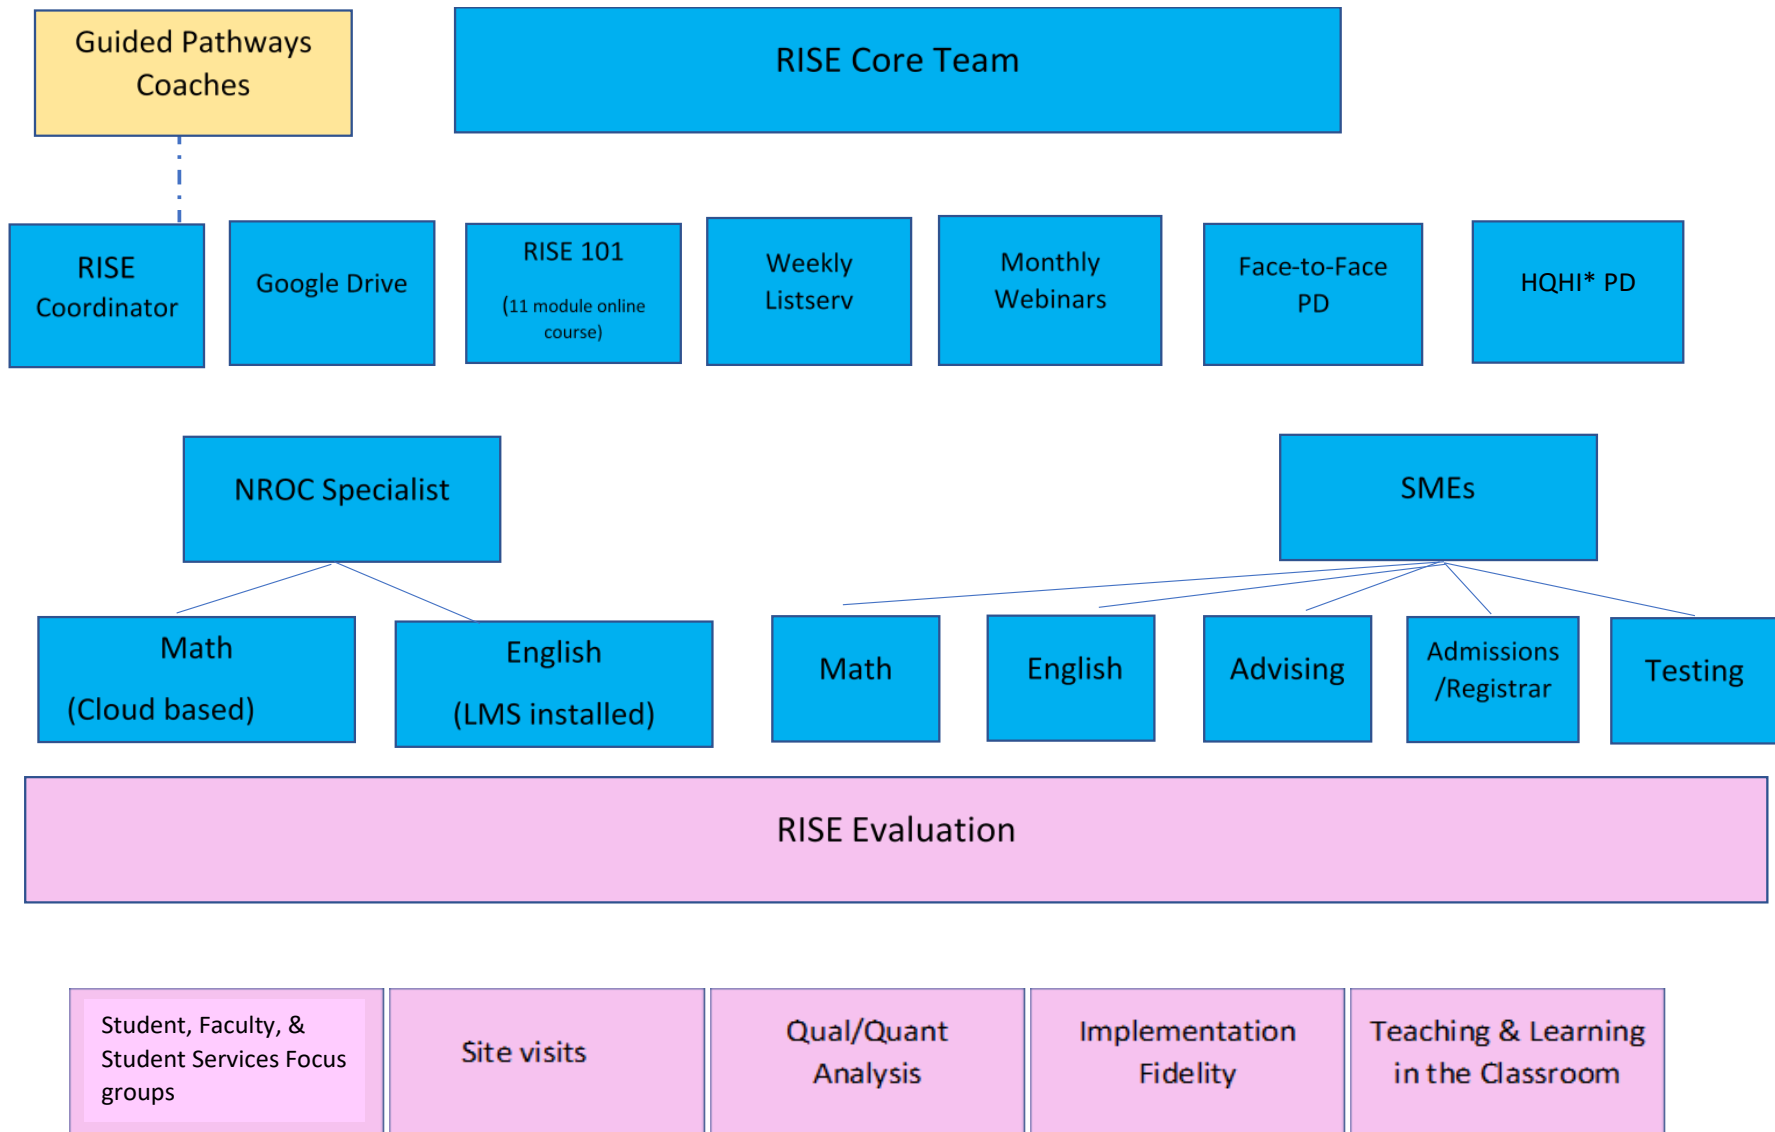 Guided Pathways
Coaches
RISE Core Team
RISE
Coordinator
Google Drive
RISE 101
(11 module online
course)
Weekly
Listserv
Monthly
Webinars
Face-to-Face
PD
HQHI* PD
NROC Specialist
SMEs
Math
(Cloud based)
English
(LMS installed)
Math
English
Advising
Admissions
/Registrar
Testing
RISE Evaluation
Student, Faculty, &
Student Services Focus
groups
Site visits
Qual/Quant
Analysis
Implementation
Fidelity
Teaching & Learning
in the Classroom